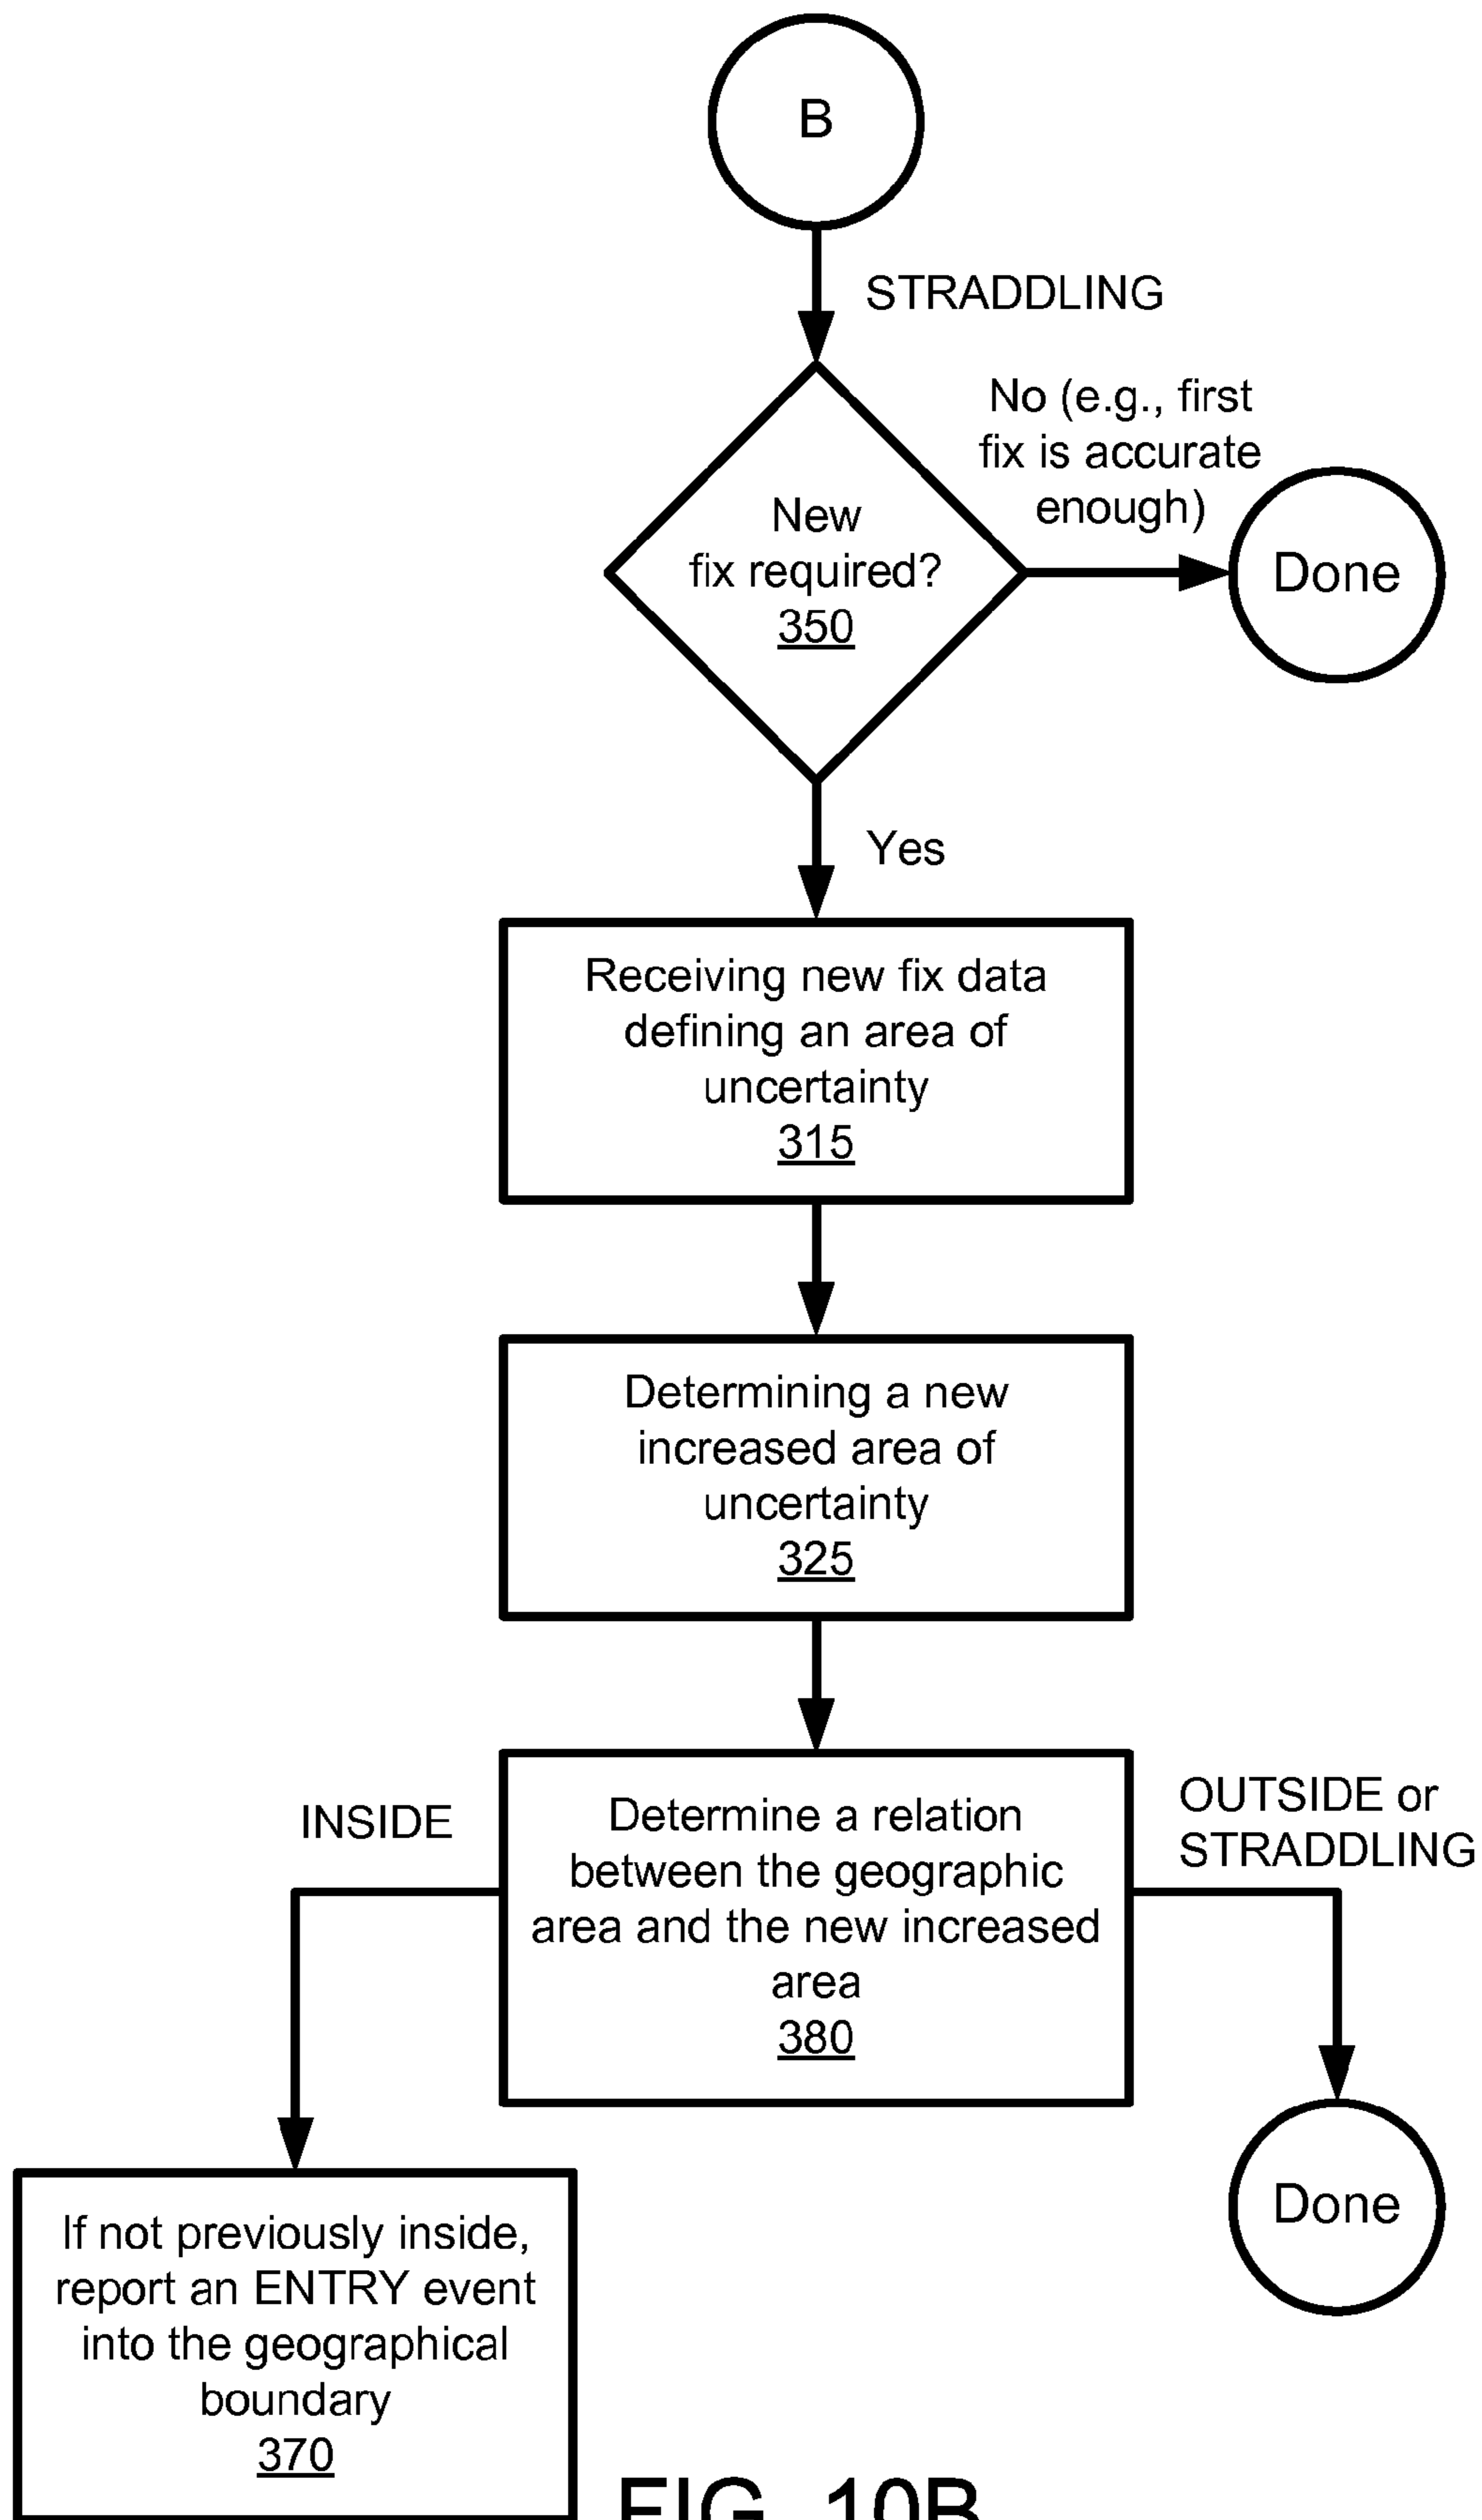 B
STRADDLING
No (e.g., first
fix is accurate
enough)
New
fix required?
350
Done
Yes
Receiving new fix data
defining an area of
uncertainty
315
Determining a new
increased area of
uncertainty
325
INSIDE
Determine a relation
between the geographic
area and the new increased
area
380
OUTSIDE or
STRADDLING
Done
If not previously inside,
report an ENTRY event
into the geographical
boundary
370
FIG. 10B